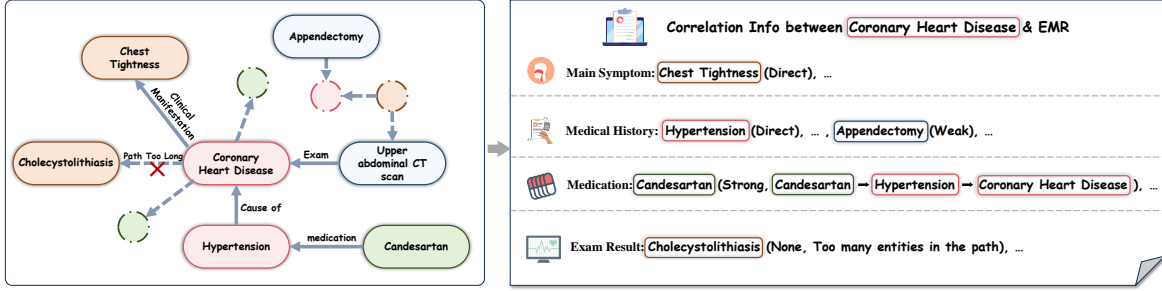 Appendectomy
Chest
Tightness
Clinical
Manifestation
Cholecystolithiasis
Path Too Long
Coronary
Heart Disease
Exam
Upper
abdominal CT
scan
Cause of
Hypertension
medication
Candesartan
Correlation Info between Coronary Heart Disease & EMR
Main Symptom: Chest Tightness (Direct), ...
Medical History: Hypertension (Direct), ... , Appendectomy (Weak), ...
Medication: Candesartan (Strong, Candesartan → Hypertension → Coronary Heart Disease ), ...
Exam Result: Cholecystolithiasis (None, Too many entities in the path), ...